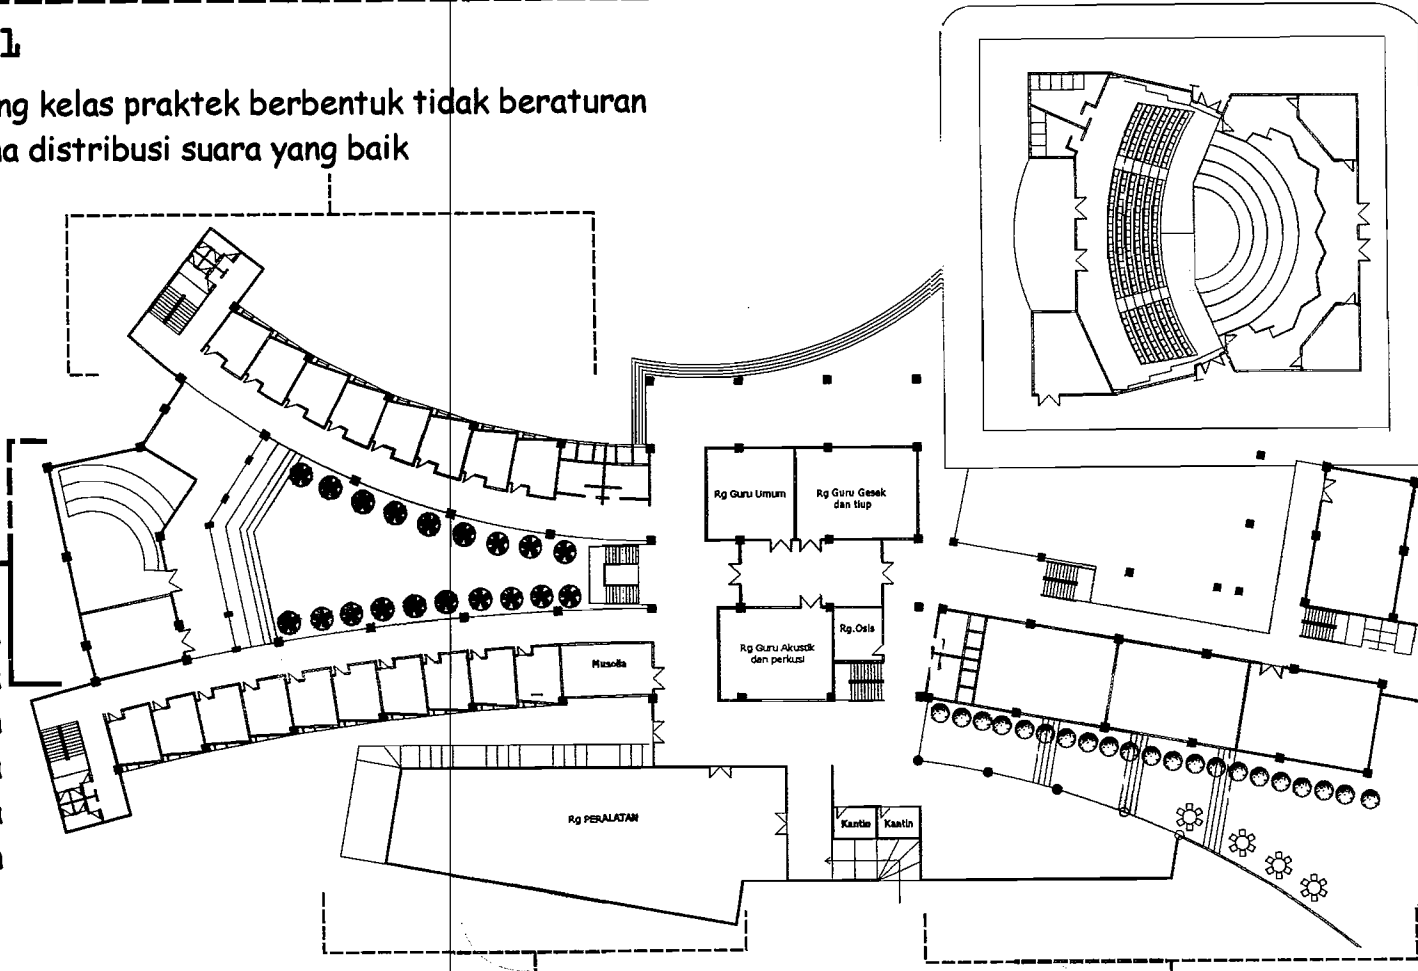 ng kelas praktek berbentuk tidak beraturan
na distribusi suara yang baik
Rg Guru Umum
Rg Guru Gesek
dan tiup
Rg Guru Akustik
dan perkusi
Rg.Osis
Musolla
Rg PERALATAN
Kantin
Kantin